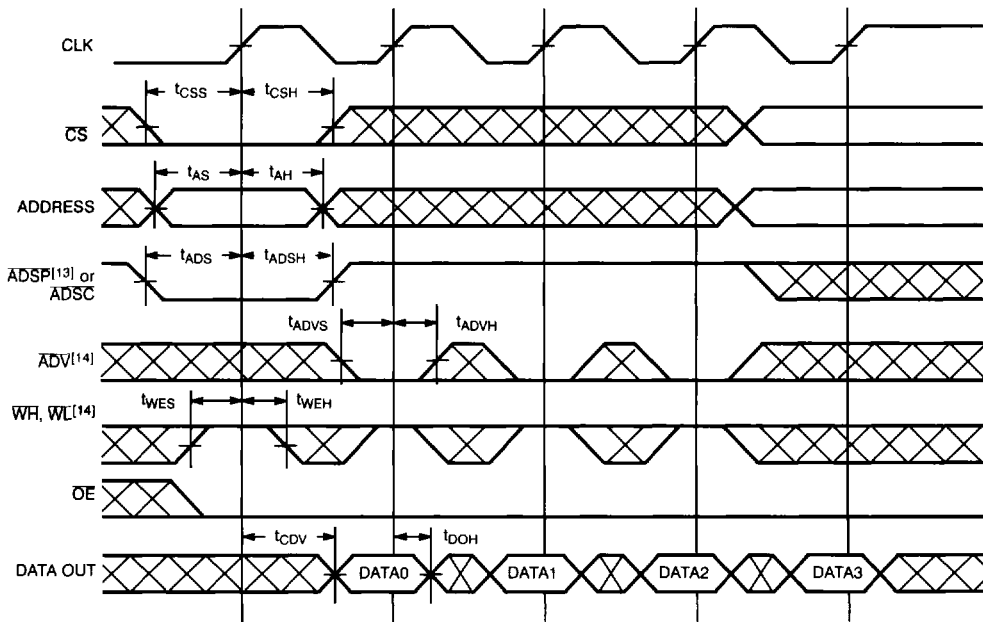 CLK
tCSS
tCSH
CS
tAS
tAH
ADDRESS
tADS
tADSH
ADSP[13] or
ADSC
tADVS
tADVH
ADV[14]
tWES
tWEH
WH, WL[14]
OE
tCDV
tDOH
DATA OUT
DATA0
DATA1
DATA2
DATA3